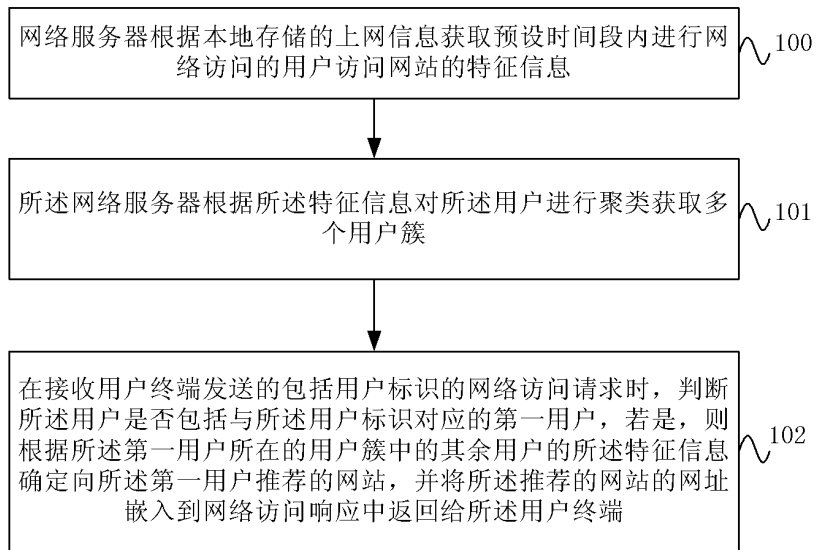 网络服务器根据本地存储的上网信息获取预设时间段内进行网
络访问的用户访问网站的特征信息
100
所述网络服务器根据所述特征信息对所述用户进行聚类获取多
个用户簇
101
在接收用户终端发送的包括用户标识的网络访问请求时，判断
所述用户是否包括与所述用户标识对应的第一用户，若是，则
根据所述第一用户所在的用户簇中的其余用户的所述特征信息
确定向所述第一用户推荐的网站，并将所述推荐的网站的网址
嵌入到网络访问响应中返回给所述用户终端
102